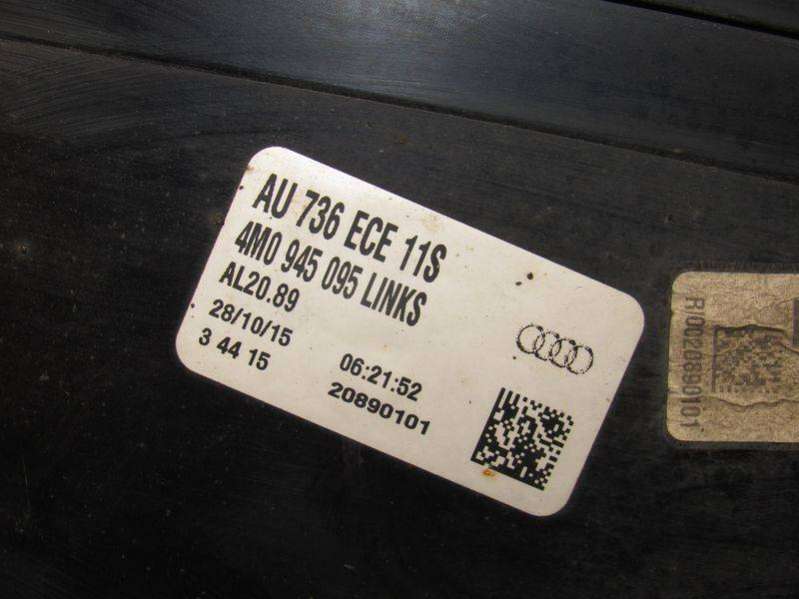 AU 736 ECE 11S
4M0 945 095 LINKS
AL20.89
28/10/15
3 44 15 06:21:52
20890101